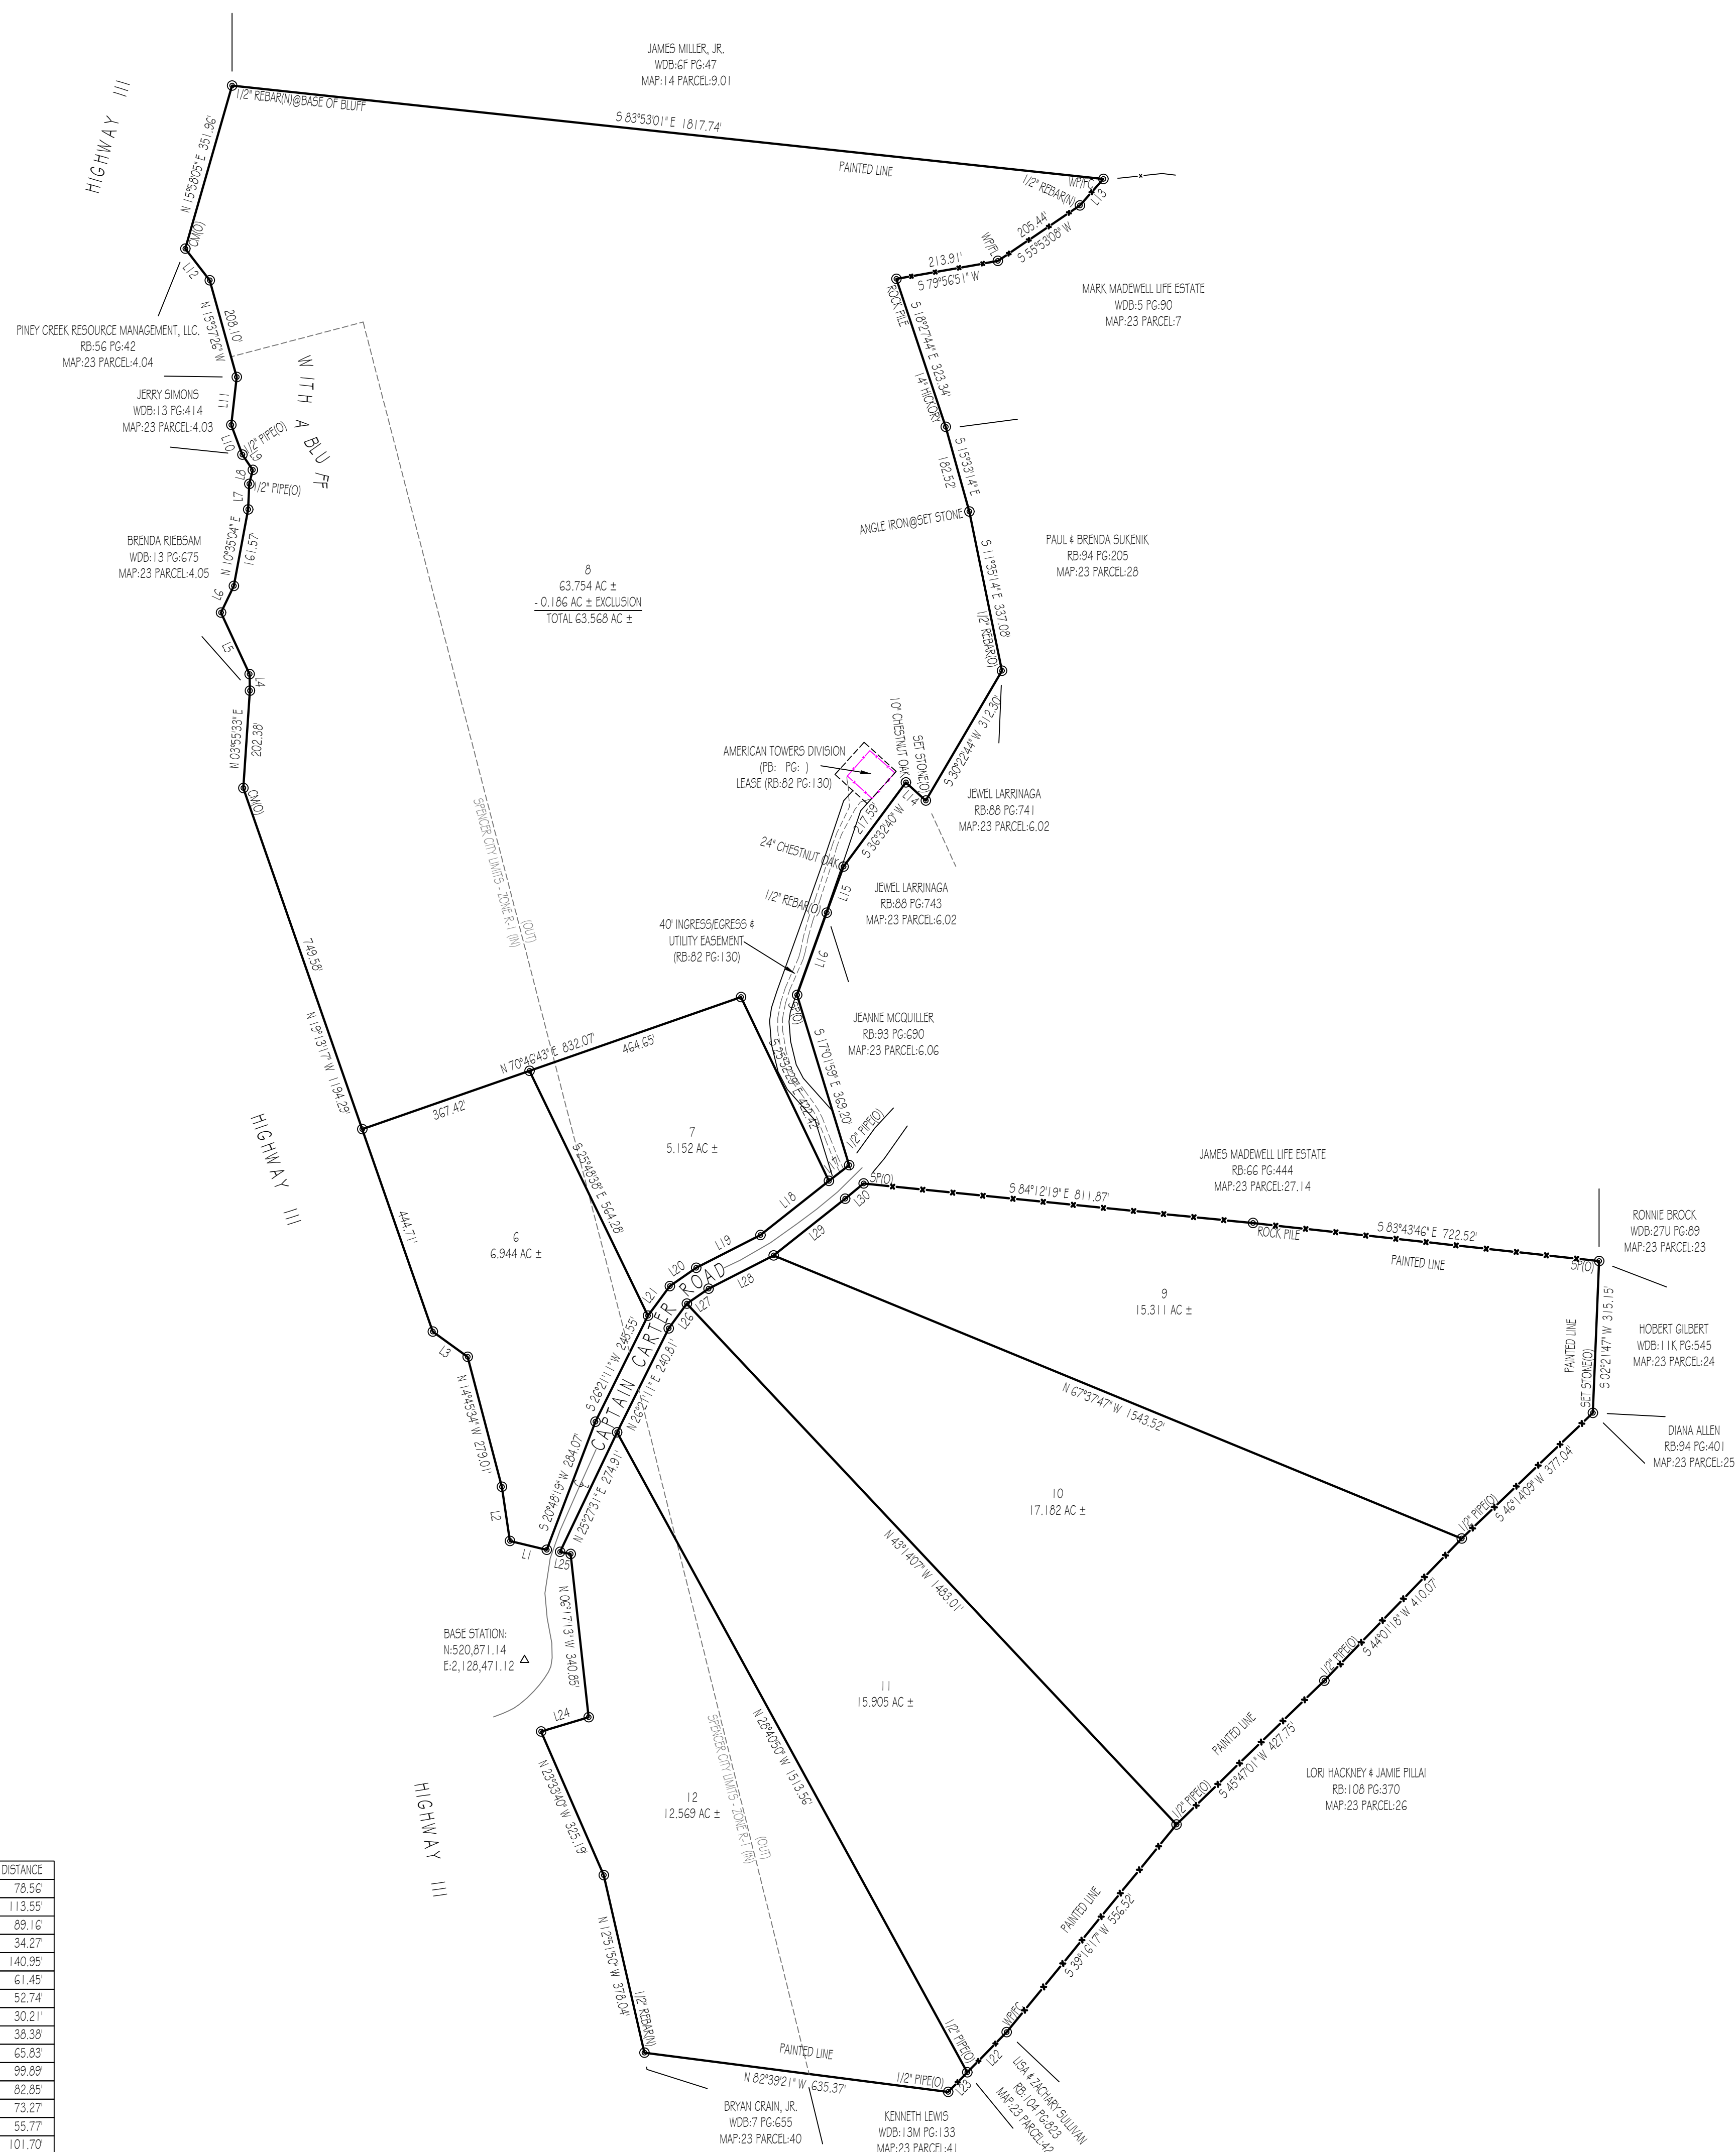 JAMES MILLER, JR.
WDB:6F PG:47
MAP:14 PARCEL:9.01
HIGHWAY 111
1/2" REBAR(N)@BASE OF BLUFF
S 83°53'01" E 1817.74'
PAINTED LINE
N 15°58'05" E 351.96'
CM(O)
WP/FC
L13
1/2" REBAR(N)
205.44'
S 55°53'08" W
WP/FL
213.91'
S 79°56'51" W
ROCK PILE
MARK MADEWELL LIFE ESTATE
WDB:5 PG:90
MAP:23 PARCEL:7
L12
208.10'
N 15°37'26" W
PINEY CREEK RESOURCE MANAGEMENT, LLC.
RB:56 PG:42
MAP:23 PARCEL:4.04
WITH A BLUFF
S 18°27'44" E 323.34'
14" HICKORY
JERRY SIMONS
WDB:13 PG:414
MAP:23 PARCEL:4.03
L11
L10
1/2" PIPE(O)
L9
L8
1/2" PIPE(O)
L7
S 15°33'14" E
182.52'
ANGLE IRON@SET STONE
BRENDA RIEBSAM
WDB:13 PG:675
MAP:23 PARCEL:4.05
N 10°35'04" E
161.57'
L6
L5
L4
8
63.754 AC ±
- 0.186 AC ± EXCLUSION
TOTAL 63.568 AC ±
PAUL & BRENDA SUKENIK
RB:94 PG:205
MAP:23 PARCEL:28
S 11°35'14" E 337.08'
1/2" REBAR(O)
N 03°55'33" E
202.38'
CM(O)
10" CHESTNUT OAK
SET STONE(O)
S 30°22'44" W 312.30'
AMERICAN TOWERS DIVISION
(PB: PG: )
LEASE (RB:82 PG:130)
L14
JEWEL LARRINAGA
RB:88 PG:741
MAP:23 PARCEL:6.02
217.59'
S 36°32'40" W
24" CHESTNUT OAK
SPENCER CITY LIMITS - ZONE R-1 (IN)
(OUT)
L15
1/2" REBAR(O)
JEWEL LARRINAGA
RB:88 PG:743
MAP:23 PARCEL:6.02
40' INGRESS/EGRESS &
UTILITY EASEMENT
(RB:82 PG:130)
L16
749.58'
N 19°13'17" W 1194.29'
JEANNE MCQUILLER
RB:93 PG:690
MAP:23 PARCEL:6.06
N 70°46'43" E 832.07'
464.65'
367.42'
S 25°32'29" E 422.42'
S 17°01'59" E 369.20'
1/2" PIPE(O)
7
5.152 AC ±
HIGHWAY 111
S 25°48'38" E 564.28'
SP(O)
L30
L18
L29
JAMES MADEWELL LIFE ESTATE
RB:66 PG:444
MAP:23 PARCEL:27.14
S 84°12'19" E 811.87'
ROCK PILE
S 83°43'46" E 722.52'
PAINTED LINE
SP(O)
RONNIE BROCK
WDB:27U PG:89
MAP:23 PARCEL:23
444.71'
6
6.944 AC ±
L19
L20
L21
L28
L27
L26
CAPTAIN CARTER ROAD
9
15.311 AC ±
PAINTED LINE
SET STONE(O)
S 02°21'47" W 315.15'
HOBERT GILBERT
WDB:11K PG:545
MAP:23 PARCEL:24
L3
S 26°21'11" W 245.55'
N 26°21'11" E 240.81'
N 67°37'47" W 1543.52'
DIANA ALLEN
RB:94 PG:401
MAP:23 PARCEL:25
N 14°45'34" W 279.01'
S 20°48'19" W 284.07'
N 25°27'31" E 274.91'
S 46°14'09" W 377.04'
1/2" PIPE(O)
L2
L1
L25
10
17.182 AC ±
N 43°14'07" W 1483.01'
S 44°01'18" W 410.07'
1/2" PIPE(O)
N 06°17'13" W 340.85'
BASE STATION:
N:520,871.14
E:2,128,471.12
11
15.905 AC ±
L24
N 28°40'50" W 1513.56'
PAINTED LINE
S 45°47'01" W 427.75'
1/2" PIPE(O)
LORI HACKNEY & JAMIE PILLAI
RB:108 PG:370
MAP:23 PARCEL:26
N 23°33'40" W 325.19'
SPENCER CITY LIMITS - ZONE R-1 (IN)
(OUT)
12
12.569 AC ±
HIGHWAY 111
PAINTED LINE
S 39°16'17" W 556.52'
N 12°51'50" W 378.04'
1/2" REBAR(N)
WP/FC
1/2" PIPE(O)
L22
PAINTED LINE
N 82°39'21" W 635.37'
1/2" PIPE(O)
L23
LISA & ZACHARY SULLIVAN
RB:104 PG:823
MAP:23 PARCEL:42
BRYAN CRAIN, JR.
WDB:7 PG:655
MAP:23 PARCEL:40
KENNETH LEWIS
WDB:13M PG:133
MAP:23 PARCEL:41
DISTANCE
78.56'
113.55'
89.16'
34.27'
140.95'
61.45'
52.74'
30.21'
38.38'
65.83'
99.89'
82.85'
73.27'
55.77'
101.70'